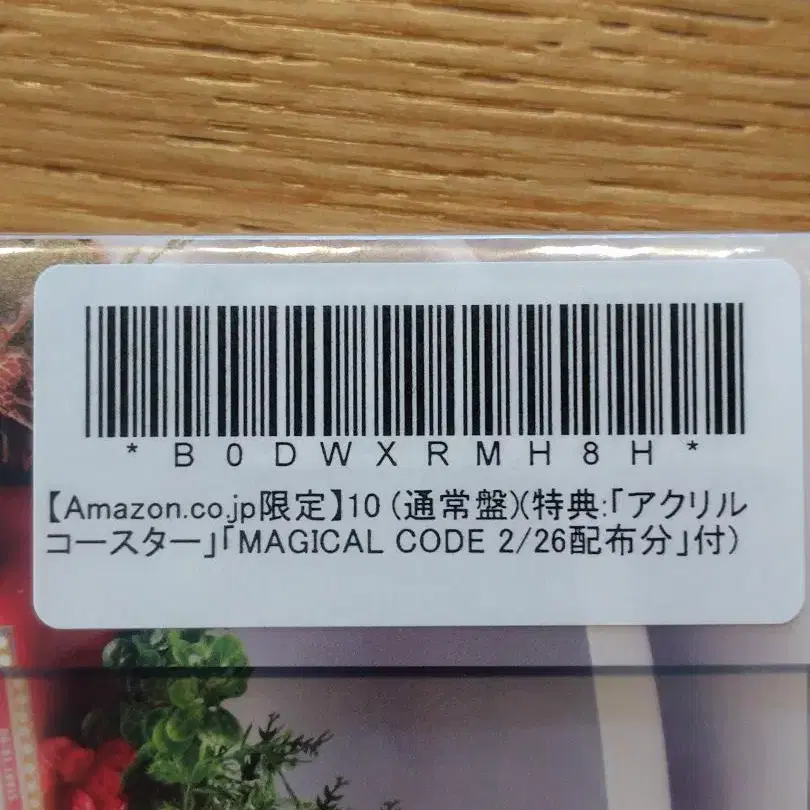 *B0DWXRMH8H*
【Amazon.co.jp限定】10 (通常盤)(特典:「アクリル
コースター」「MAGICAL CODE 2/26配布分」付)